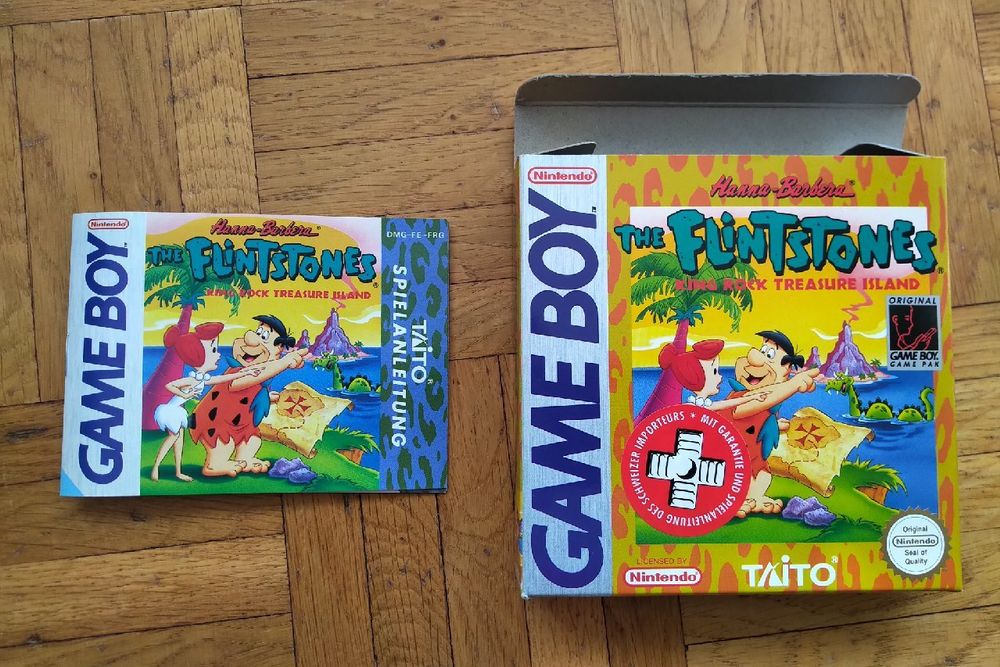 Nintendo
GAME BOY
Hanna-Barbera
THE FLINTSTONES
KING ROCK TREASURE ISLAND
DMG-FE-FRG
TAITO
SPIELANLEITUNG
Nintendo
GAME BOY™
Hanna-Barbera
THE FLINTSTONES®
KING ROCK TREASURE ISLAND
ORIGINAL
GAME BOY
GAME PAK
MIT GARANTIE UND SPIELANLEITUNG DES SCHWEIZER IMPORTEURS *
LICENSED BY
Nintendo
TAITO®
Original
Nintendo
Seal of
Quality